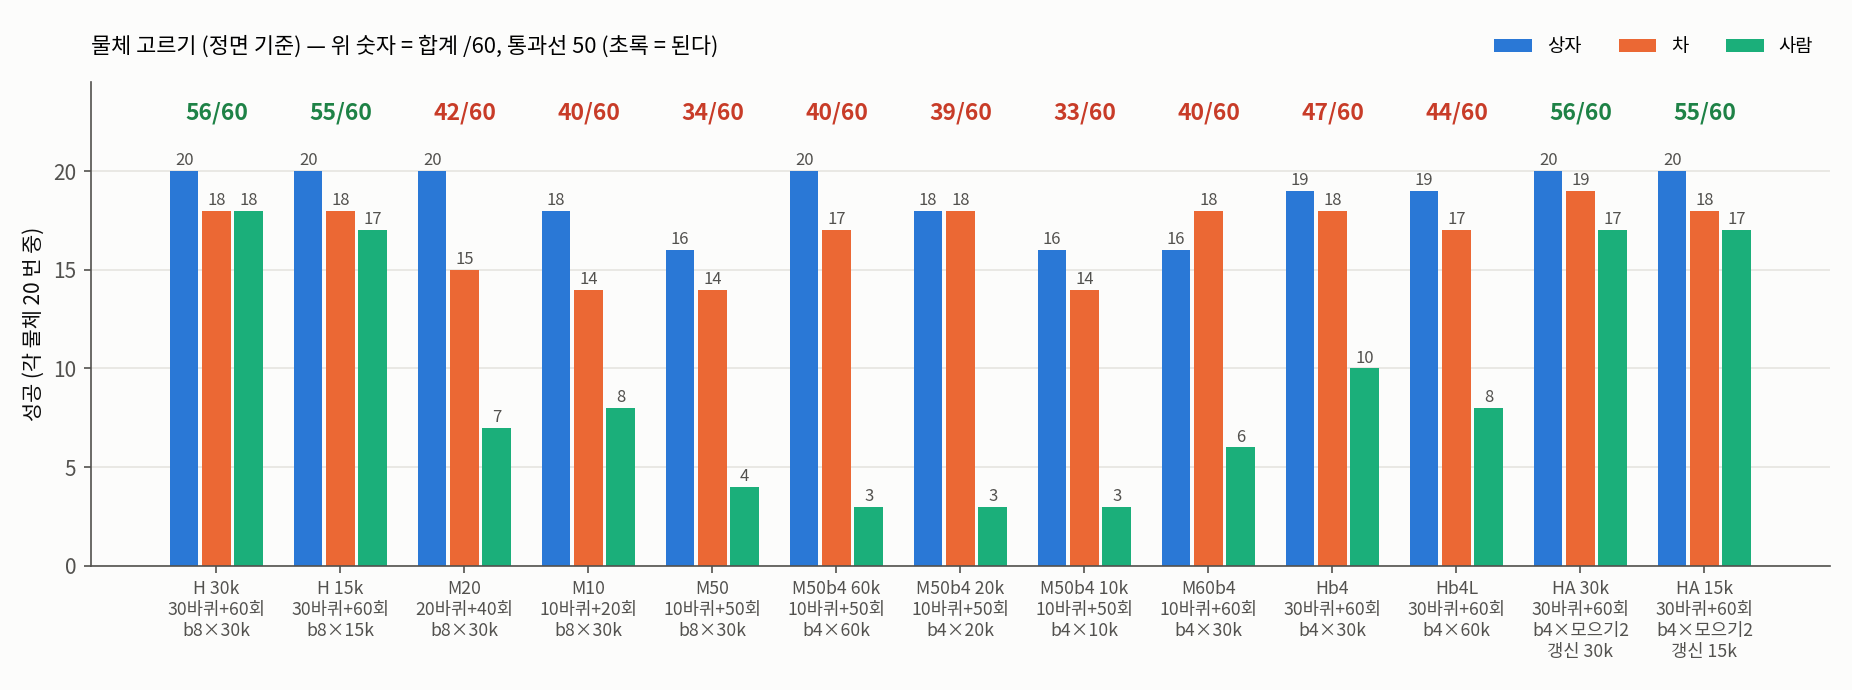 물체 고르기 (정면 기준) — 위 숫자 = 합계 /60, 통과선 50 (초록 = 된다)
상자 차 사람
56/60 55/60 42/60 40/60 34/60 40/60 39/60 33/60 40/60 47/60 44/60 56/60 55/60
성공 (각 물체 20 번 중)
20
15
10
5
0
20 18 18
20 18 17
20 15 7
18 14 8
16 14 4
20 17 3
18 18 3
16 14 3
16 18 6
19 18 10
19 17 8
20 19 17
20 18 17
H 30k
30바퀴+60회
b8×30k
H 15k
30바퀴+60회
b8×15k
M20
20바퀴+40회
b8×30k
M10
10바퀴+20회
b8×30k
M50
10바퀴+50회
b8×30k
M50b4 60k
10바퀴+50회
b4×60k
M50b4 20k
10바퀴+50회
b4×20k
M50b4 10k
10바퀴+50회
b4×10k
M60b4
10바퀴+60회
b4×30k
Hb4
30바퀴+60회
b4×30k
Hb4L
30바퀴+60회
b4×60k
HA 30k
30바퀴+60회
b4×모으기2
갱신 30k
HA 15k
30바퀴+60회
b4×모으기2
갱신 15k